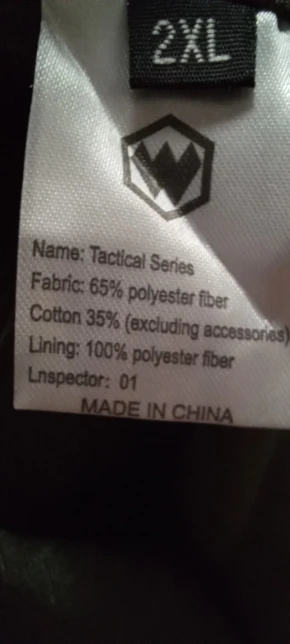 2XL
Name: Tactical Series
Fabric: 65% polyester fiber
Cotton 35% (excluding accessories)
Lining: 100% polyester fiber
Lnspector: 01
MADE IN CHINA